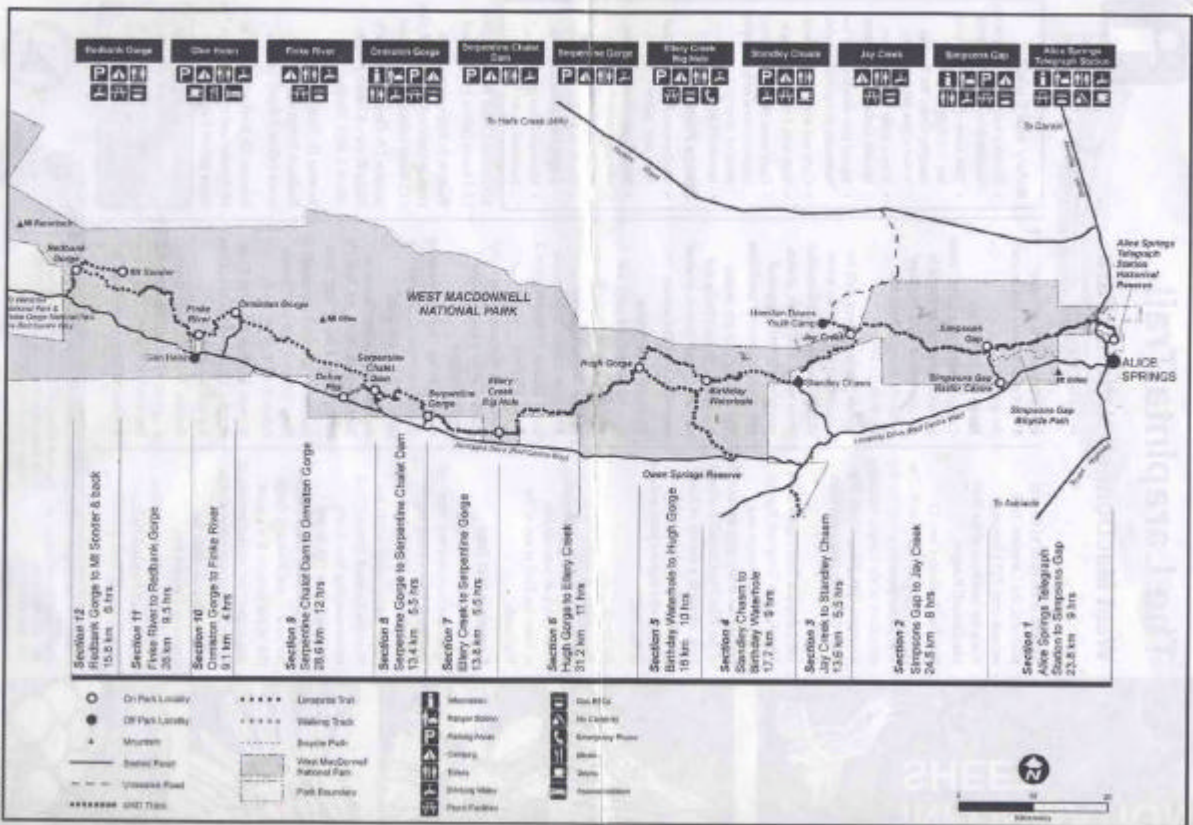 Redbank Gorge
Glen Helen
Finke River
Ormiston Gorge
Serpentine Chalet
Dam
Serpentine Gorge
Ellery Creek
Big Hole
Standley Chasm
Jay Creek
Simpsons Gap
Alice Springs
Telegraph Station
To Darwin
Redbank
Gorge
Mt Sonder
Finke
River
Ormiston Gorge
Glen Helen
WEST MACDONNELL
NATIONAL PARK
Serpentine
Chalet
Dam
Serpentine
Gorge
Ellery
Creek
Big Hole
Hugh Gorge
Birthday
Waterhole
Standley Chasm
Hamilton Downs
Youth Camp
Jay Creek
Simpsons
Gap
Simpsons Gap
Visitor Centre
Simpsons Gap
Bicycle Path
Alice Springs
Telegraph
Station
Historical
Reserve
ALICE
SPRINGS
Owen Springs Reserve
To Adelaide
Section 12
Redbank Gorge to Mt Sonder & back
15.8 km
Section 11
Finke River to Redbank Gorge
26 km 9.5 hrs
Section 10
Ormiston Gorge to Finke River
9.1 km 4 hrs
Section 9
Serpentine Chalet Dam to Ormiston Gorge
28.6 km 12 hrs
Section 8
Serpentine Gorge to Serpentine Chalet Dam
13.4 km 5.5 hrs
Section 7
Ellery Creek to Serpentine Gorge
13.8 km 6.5 hrs
Section 6
Hugh Gorge to Ellery Creek
31.2 km 11 hrs
Section 5
Birthday Waterhole to Hugh Gorge
16 km 10 hrs
Section 4
Standley Chasm to
Birthday Waterhole
17.7 km 9 hrs
Section 3
Jay Creek to Standley Chasm
13.6 km 5.5 hrs
Section 2
Simpsons Gap to Jay Creek
24.5 km 8 hrs
Section 1
Alice Springs Telegraph
Station to Simpsons Gap
23.8 km 9 hrs
On Park Locality
Off Park Locality
Mountain
Sealed Road
Unsealed Road
4WD Track
Larapinta Trail
Walking Track
Bicycle Path
West MacDonnell
National Park
Park Boundary
Information
Ranger Station
Parking Areas
Camping
Toilets
Drinking Water
Picnic Facilities
Gas BBQs
No Camping
Emergency Phone
Meals
N
Kilometres